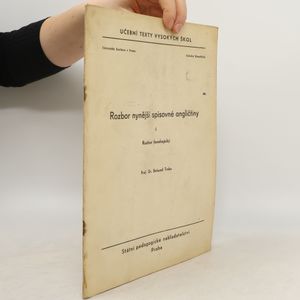 UČEBNÍ TEXTY VYSOKÝCH ŠKOL
Universita Karlova v Praze
Rozbor nynější spisovné angličtiny
I
Rozbor fonologický
Prof. Dr. Bohumil Trnka
Státní pedagogické nakladatelství
Praha